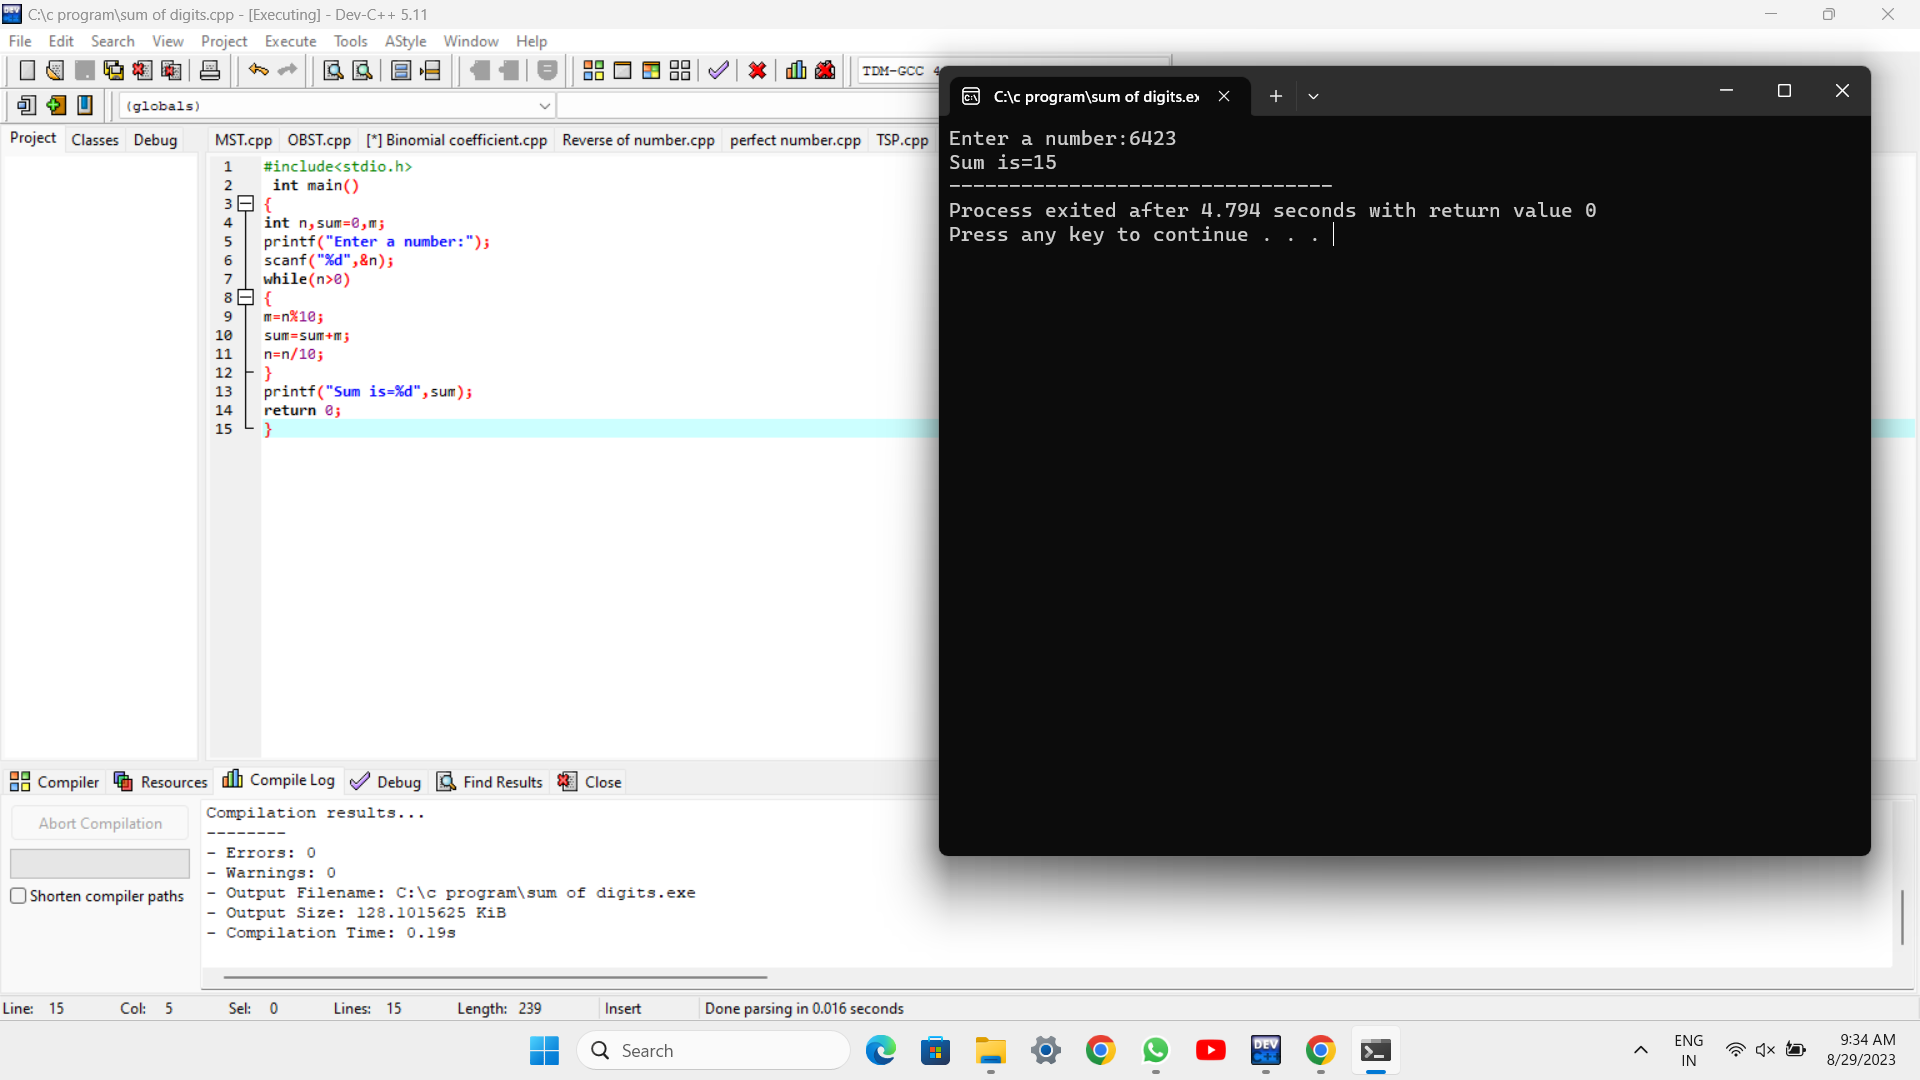 C:\c program\sum of digits.cpp - [Executing] - Dev-C++ 5.11
File Edit Search View Project Execute Tools AStyle Window Help
TDM-GCC 4
(globals)
Project Classes Debug
MST.cpp OBST.cpp [*] Binomial coefficient.cpp Reverse of number.cpp perfect number.cpp TSP.cpp
1 #include<stdio.h>
2 int main()
3 {
4 int n,sum=0,m;
5 printf("Enter a number:");
6 scanf("%d",&n);
7 while(n>0)
8 {
9 m=n%10;
10 sum=sum+m;
11 n=n/10;
12 }
13 printf("Sum is=%d",sum);
14 return 0;
15 }
C:\c program\sum of digits.ex
Enter a number:6423
Sum is=15
--------------------------------
Process exited after 4.794 seconds with return value 0
Press any key to continue . . .
Compiler Resources Compile Log Debug Find Results Close
Abort Compilation
Shorten compiler paths
Compilation results...
--------
- Errors: 0
- Warnings: 0
- Output Filename: C:\c program\sum of digits.exe
- Output Size: 128.1015625 KiB
- Compilation Time: 0.19s
Line: 15 Col: 5 Sel: 0 Lines: 15 Length: 239 Insert Done parsing in 0.016 seconds
Search
DEV C++
ENG
IN
9:34 AM
8/29/2023